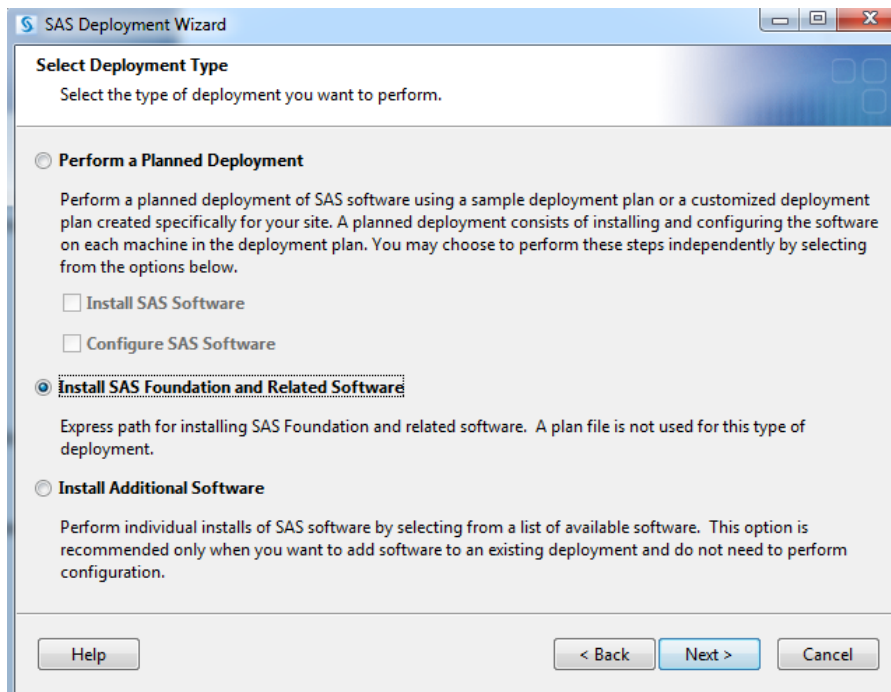 SAS Deployment Wizard
Select Deployment Type
Select the type of deployment you want to perform.
Perform a Planned Deployment
Perform a planned deployment of SAS software using a sample deployment plan or a customized deployment
plan created specifically for your site. A planned deployment consists of installing and configuring the software
on each machine in the deployment plan. You may choose to perform these steps independently by selecting
from the options below.
Install SAS Software
Configure SAS Software
Install SAS Foundation and Related Software
Express path for installing SAS Foundation and related software. A plan file is not used for this type of
deployment.
Install Additional Software
Perform individual installs of SAS software by selecting from a list of available software. This option is
recommended only when you want to add software to an existing deployment and do not need to perform
configuration.
Help
< Back
Next >
Cancel